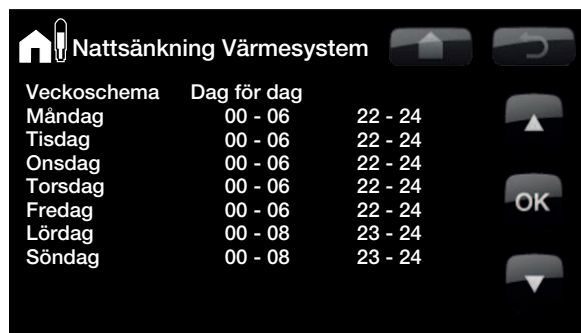 Nattsänkning Värmesystem
Veckoschema Dag för dag
Måndag 00 - 06 22 - 24
Tisdag 00 - 06 22 - 24
Onsdag 00 - 06 22 - 24
Torsdag 00 - 06 22 - 24
Fredag 00 - 06 22 - 24
Lördag 00 - 08 23 - 24
Söndag 00 - 08 23 - 24
OK